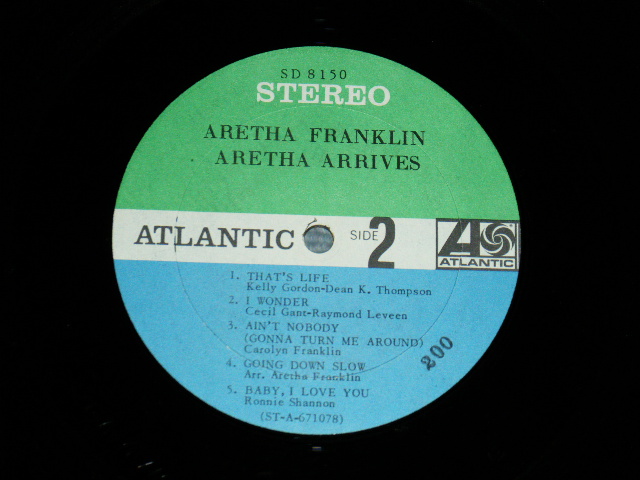 SD 8150
STEREO
ARETHA FRANKLIN
ARETHA ARRIVES
ATLANTIC SIDE 2
ATLANTIC
1. THAT'S LIFE
Kelly Gordon-Dean K. Thompson
2. I WONDER
Cecil Gant-Raymond Leveen
3. AIN'T NOBODY
(GONNA TURN ME AROUND)
Carolyn Franklin
4. GOING DOWN SLOW
Arr. Aretha Franklin
5. BABY, I LOVE YOU
Ronnie Shannon
(ST-A-671078)
200